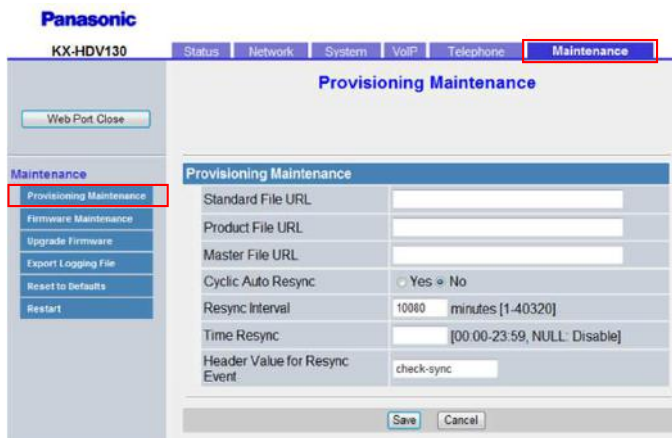 Panasonic
KX-HDV130
Status Network System VoIP Telephone Maintenance
Provisioning Maintenance
Web Port Close
Maintenance
Provisioning Maintenance
Firmware Maintenance
Upgrade Firmware
Export Logging File
Reset to Defaults
Restart
Provisioning Maintenance
Standard File URL
Product File URL
Master File URL
Cyclic Auto Resync Yes No
Resync Interval 10080 minutes [1-40320]
Time Resync [00:00-23:59, NULL: Disable]
Header Value for Resync
Event check-sync
Save Cancel